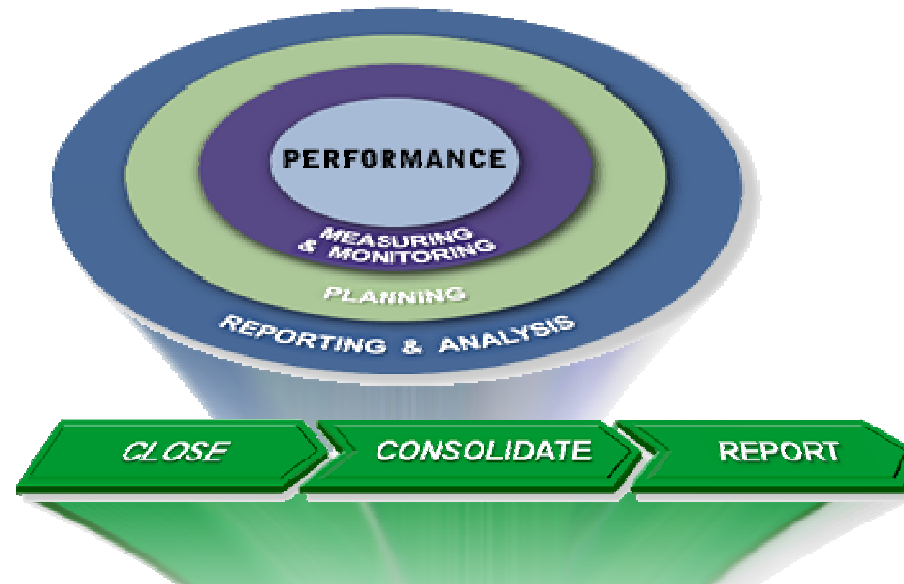 PERFORMANCE
MEASURING
& MONITORING
PLANNING
REPORTING & ANALYSIS
CLOSE
CONSOLIDATE
REPORT